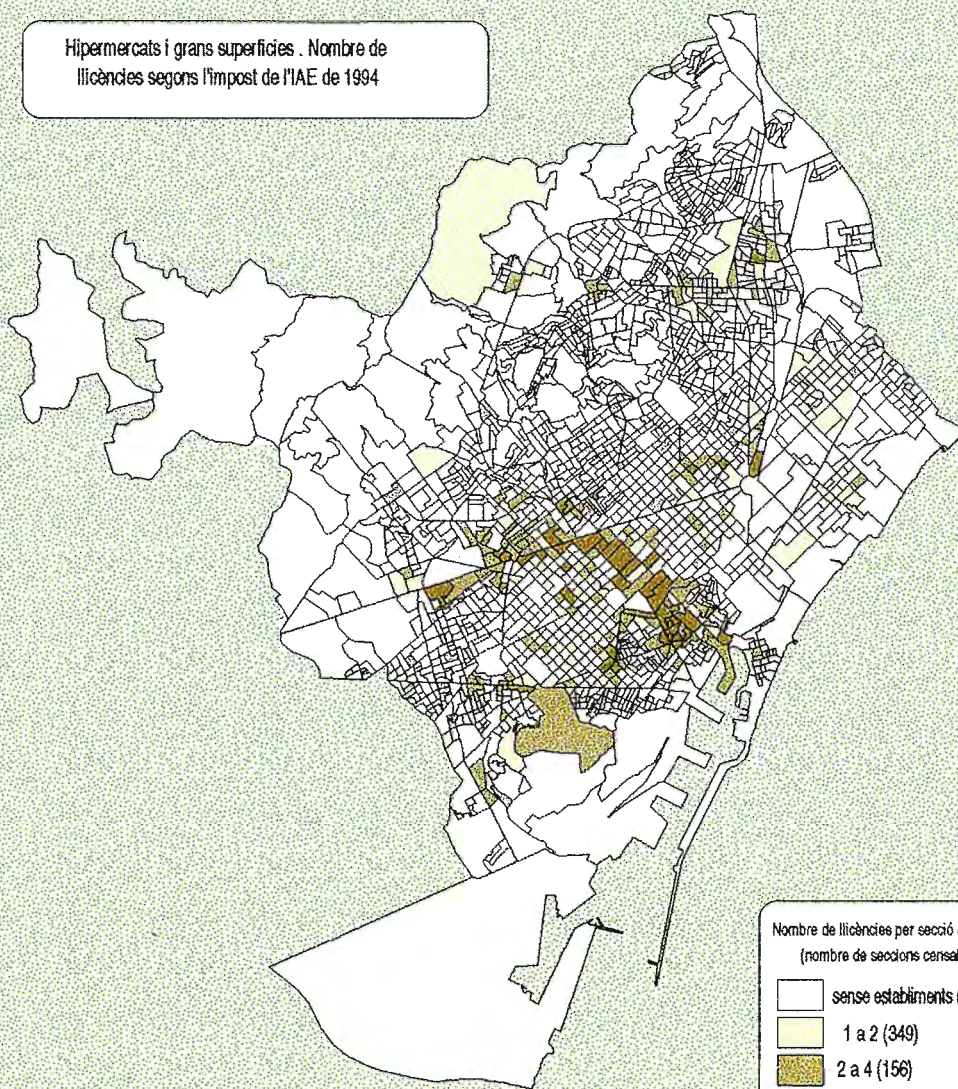 Hipermercats i grans superfícies . Nombre de
llicències segons l'impost de l'IAE de 1994
Nombre de llicències per secció
(nombre de seccions censal
sense establiments (
1 a 2 (349)
2 a 4 (156)